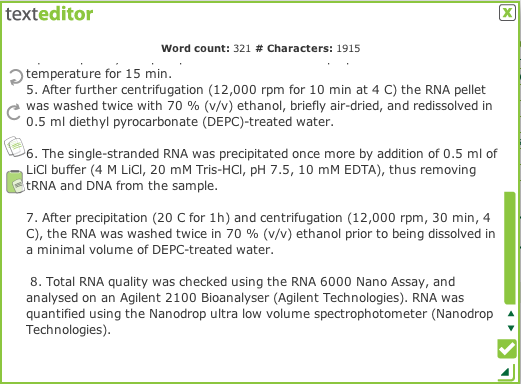 texteditor
Word count: 321 # Characters: 1915
temperature for 15 min.
5. After further centrifugation (12,000 rpm for 10 min at 4 C) the RNA pellet
was washed twice with 70 % (v/v) ethanol, briefly air-dried, and redissolved in
0.5 ml diethyl pyrocarbonate (DEPC)-treated water.
6. The single-stranded RNA was precipitated once more by addition of 0.5 ml of
LiCl buffer (4 M LiCl, 20 mM Tris-HCl, pH 7.5, 10 mM EDTA), thus removing
tRNA and DNA from the sample.
7. After precipitation (20 C for 1h) and centrifugation (12,000 rpm, 30 min, 4
C), the RNA was washed twice in 70 % (v/v) ethanol prior to being dissolved in
a minimal volume of DEPC-treated water.
8. Total RNA quality was checked using the RNA 6000 Nano Assay, and
analysed on an Agilent 2100 Bioanalyser (Agilent Technologies). RNA was
quantified using the Nanodrop ultra low volume spectrophotometer (Nanodrop
Technologies).